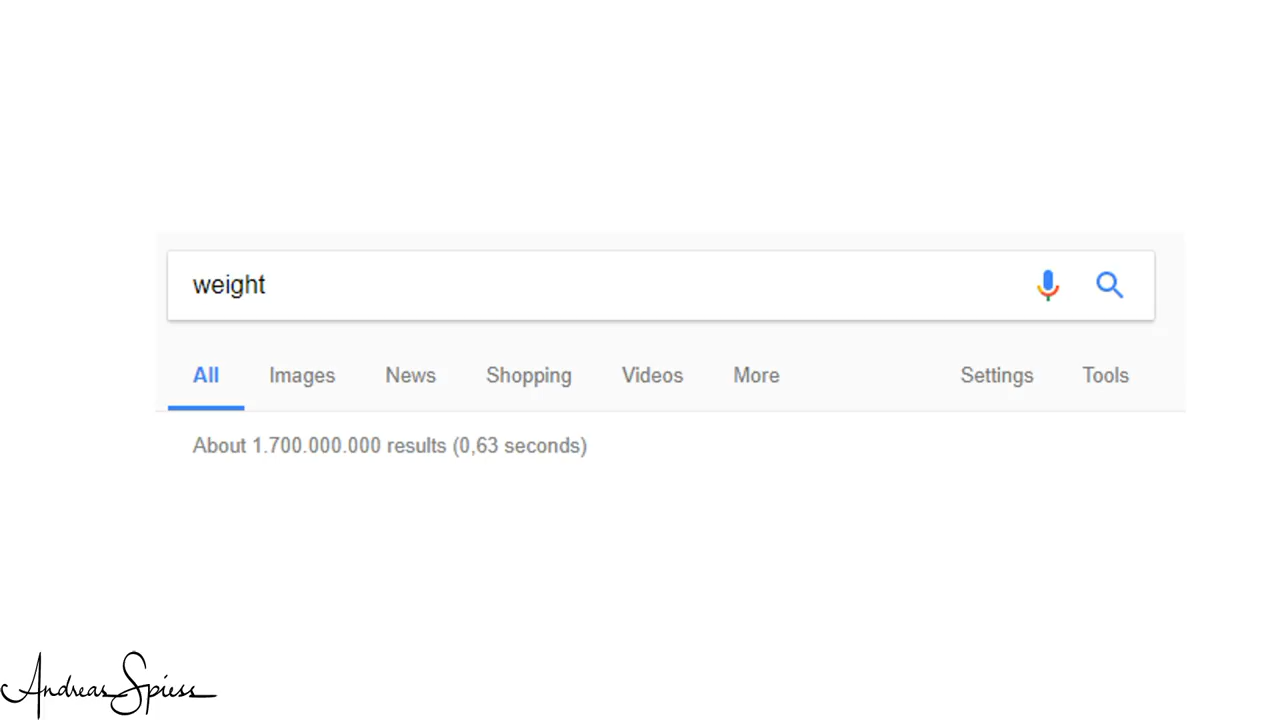 weight
All Images News Shopping Videos More Settings Tools
About 1.700.000.000 results (0,63 seconds)
Andreas Spiess